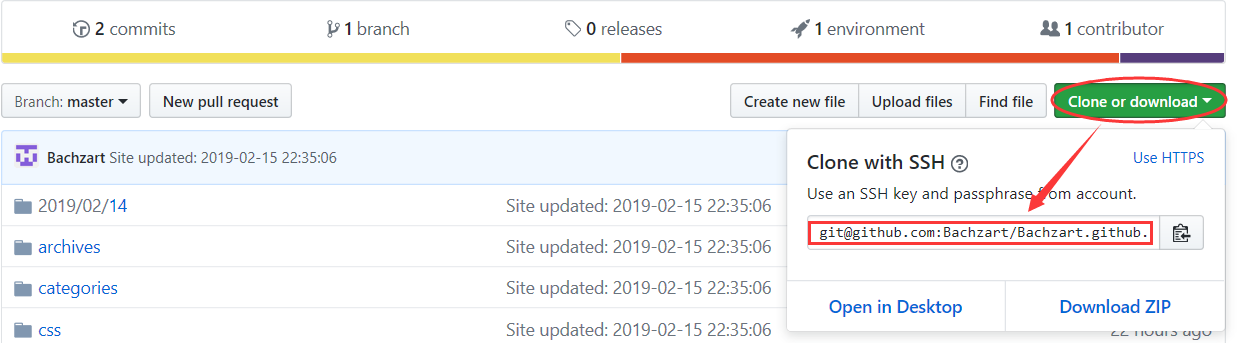 2 commits 1 branch 0 releases 1 environment 1 contributor
Branch: master New pull request Create new file Upload files Find file Clone or download
Bachzart Site updated: 2019-02-15 22:35:06
Clone with SSH Use HTTPS
Use an SSH key and passphrase from account.
git@github.com:Bachzart/Bachzart.github.
Open in Desktop Download ZIP
2019/02/14 Site updated: 2019-02-15 22:35:06
archives Site updated: 2019-02-15 22:35:06
categories Site updated: 2019-02-15 22:35:06
css Site updated: 2019-02-15 22:35:06 22 hours ago